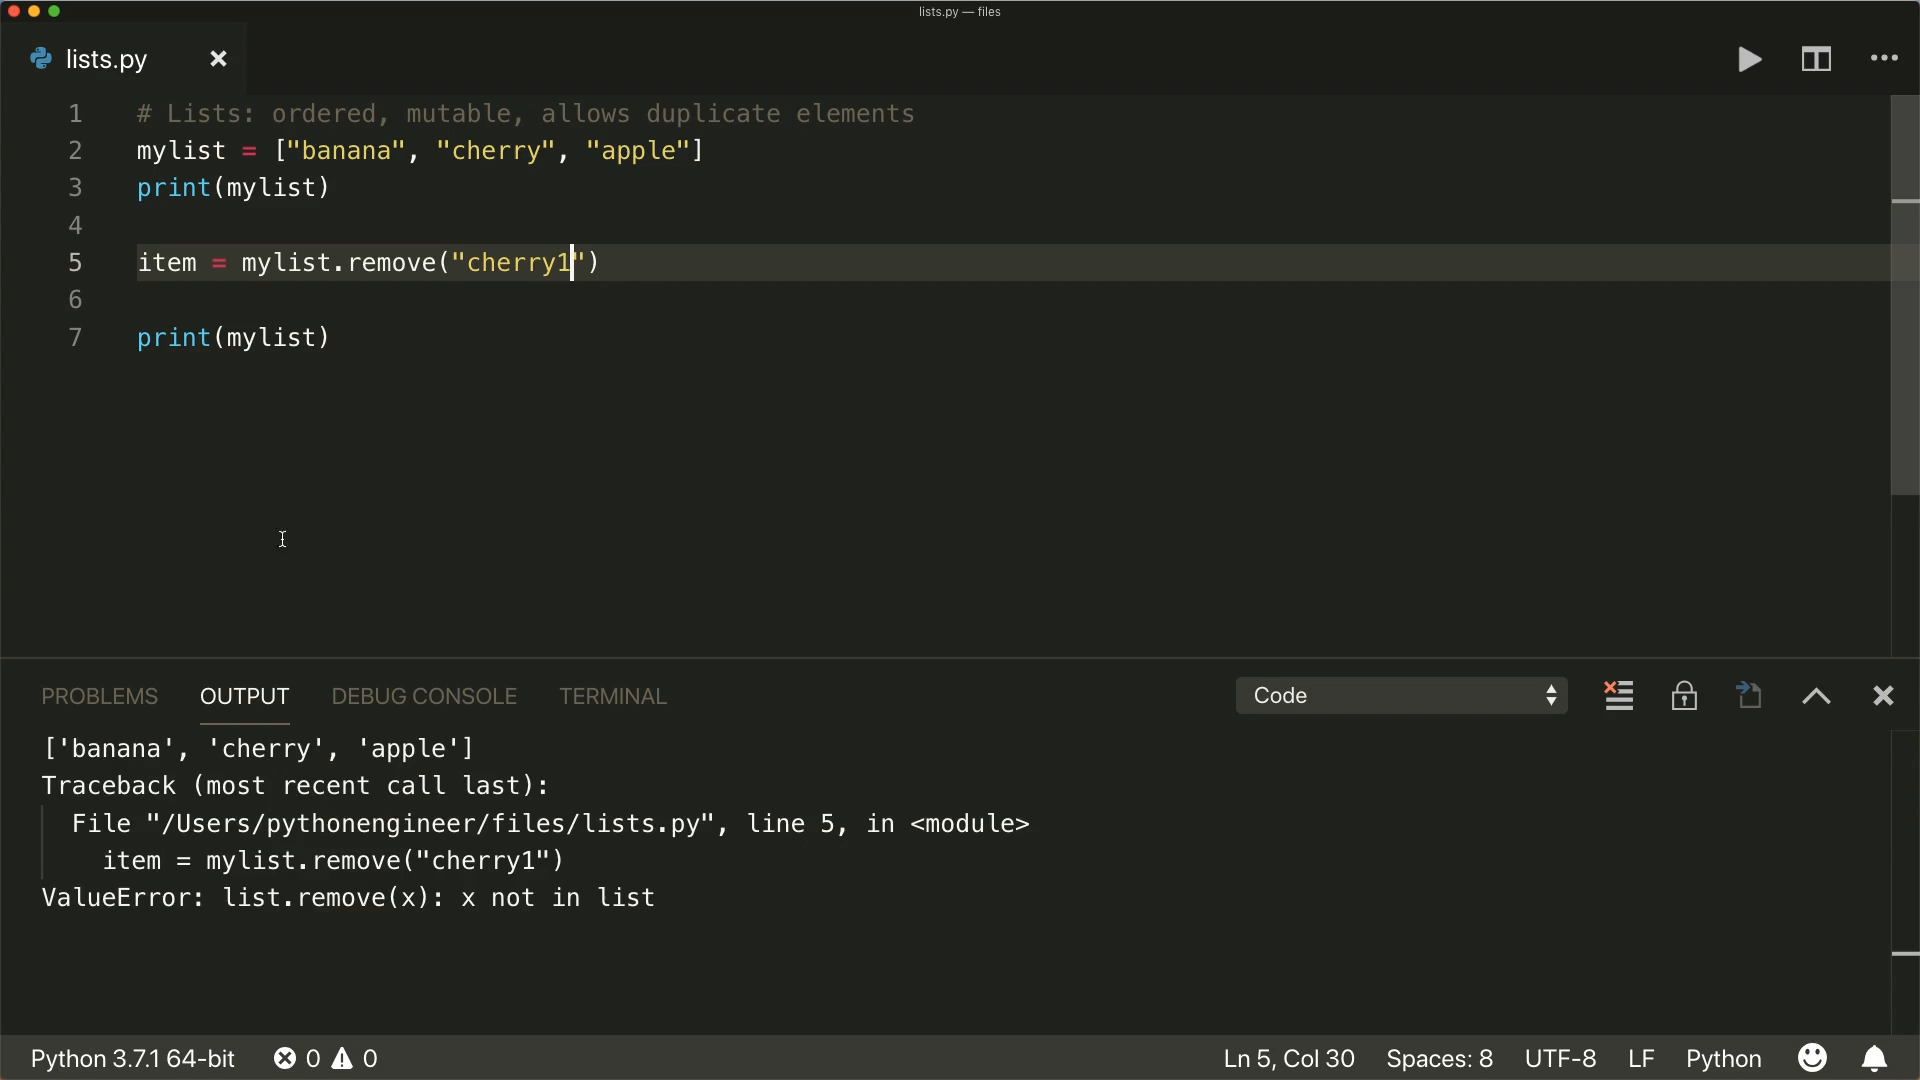 lists.py — files
lists.py
1 # Lists: ordered, mutable, allows duplicate elements
2 mylist = ["banana", "cherry", "apple"]
3 print(mylist)
4
5 item = mylist.remove("cherry1")
6
7 print(mylist)
PROBLEMS OUTPUT DEBUG CONSOLE TERMINAL Code
['banana', 'cherry', 'apple']
Traceback (most recent call last):
File "/Users/pythonengineer/files/lists.py", line 5, in <module>
item = mylist.remove("cherry1")
ValueError: list.remove(x): x not in list
Python 3.7.1 64-bit 0 0 Ln 5, Col 30 Spaces: 8 UTF-8 LF Python